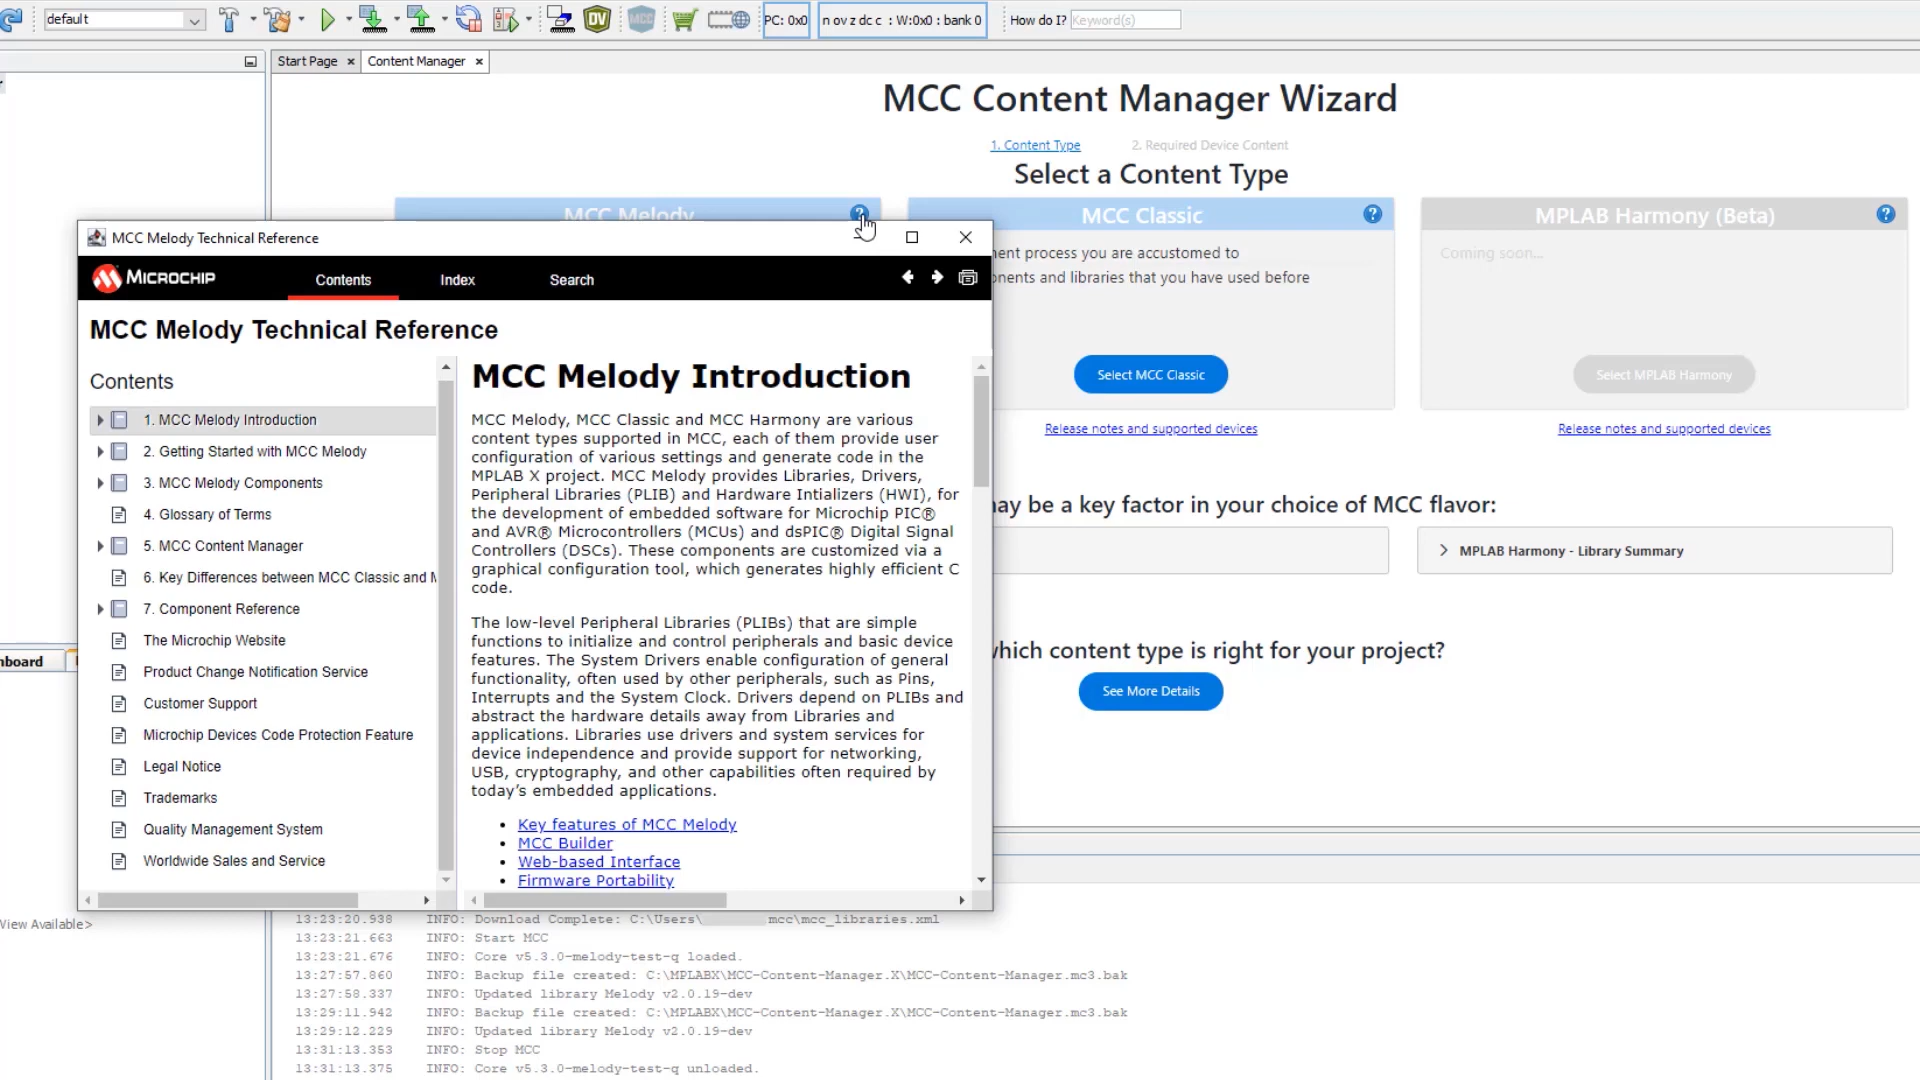 default
DV
MCC
PC: 0x0
n ov z dc c : W:0x0 : bank 0
How do I?
Keyword(s)
Start Page
Content Manager
MCC Content Manager Wizard
1. Content Type
2. Required Device Content
Select a Content Type
MCC Melody
MCC Classic
MPLAB Harmony (Beta)
MCC Melody Technical Reference
MICROCHIP
Contents
Index
Search
MCC Melody Technical Reference
Contents
1. MCC Melody Introduction
2. Getting Started with MCC Melody
3. MCC Melody Components
4. Glossary of Terms
5. MCC Content Manager
6. Key Differences between MCC Classic and
7. Component Reference
The Microchip Website
Product Change Notification Service
Customer Support
Microchip Devices Code Protection Feature
Legal Notice
Trademarks
Quality Management System
Worldwide Sales and Service
MCC Melody Introduction
MCC Melody, MCC Classic and MCC Harmony are various
content types supported in MCC, each of them provide user
configuration of various settings and generate code in the
MPLAB X project. MCC Melody provides Libraries, Drivers,
Peripheral Libraries (PLIB) and Hardware Intializers (HWI), for
the development of embedded software for Microchip PIC®
and AVR® Microcontrollers (MCUs) and dsPIC® Digital Signal
Controllers (DSCs). These components are customized via a
graphical configuration tool, which generates highly efficient C
code.
The low-level Peripheral Libraries (PLIBs) that are simple
functions to initialize and control peripherals and basic device
features. The System Drivers enable configuration of general
functionality, often used by other peripherals, such as Pins,
Interrupts and the System Clock. Drivers depend on PLIBs and
abstract the hardware details away from Libraries and
applications. Libraries use drivers and system services for
device independence and provide support for networking,
USB, cryptography, and other capabilities often required by
today's embedded applications.
Key features of MCC Melody
MCC Builder
Web-based Interface
Firmware Portability
process you are accustomed to
and libraries that you have used before
Select MCC Classic
Release notes and supported devices
Coming soon...
Select MPLAB Harmony
Release notes and supported devices
be a key factor in your choice of MCC flavor:
MPLAB Harmony - Library Summary
content type is right for your project?
See More Details
View Available>
13:23:20.938 INFO: Download Complete: C:\Users\ mcc\mcc_libraries.xml
13:23:21.663 INFO: Start MCC
13:23:21.676 INFO: Core v5.3.0-melody-test-q loaded.
13:27:57.860 INFO: Backup file created: C:\MPLABX\MCC-Content-Manager.X\MCC-Content-Manager.mc3.bak
13:27:58.337 INFO: Updated library Melody v2.0.19-dev
13:29:11.942 INFO: Backup file created: C:\MPLABX\MCC-Content-Manager.X\MCC-Content-Manager.mc3.bak
13:29:12.229 INFO: Updated library Melody v2.0.19-dev
13:31:13.353 INFO: Stop MCC
13:31:13.375 INFO: Core v5.3.0-melody-test-q unloaded.